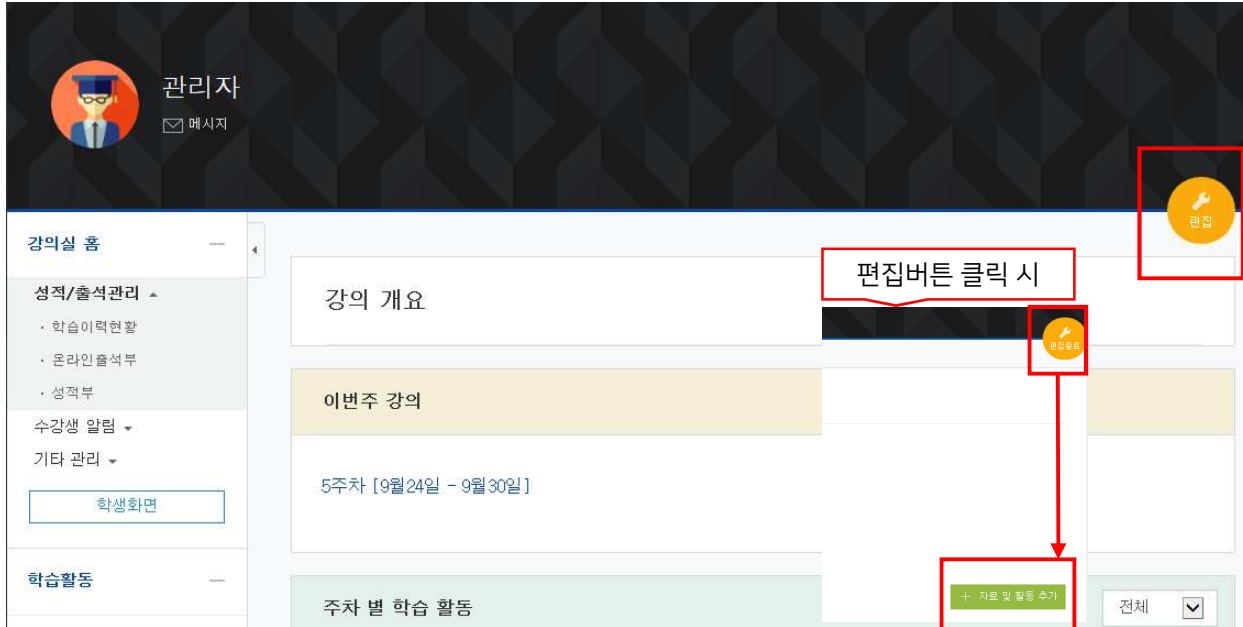 관리자
메시지
편집
강의실 홈
성적/출석관리
· 학습이력현황
· 온라인출석부
· 성적부
수강생 알림
기타 관리
학생화면
학습활동
강의 개요
편집버튼 클릭 시
편집종료
이번주 강의
5주차 [9월24일 - 9월30일]
+ 자료 및 활동 추가
주차 별 학습 활동
전체